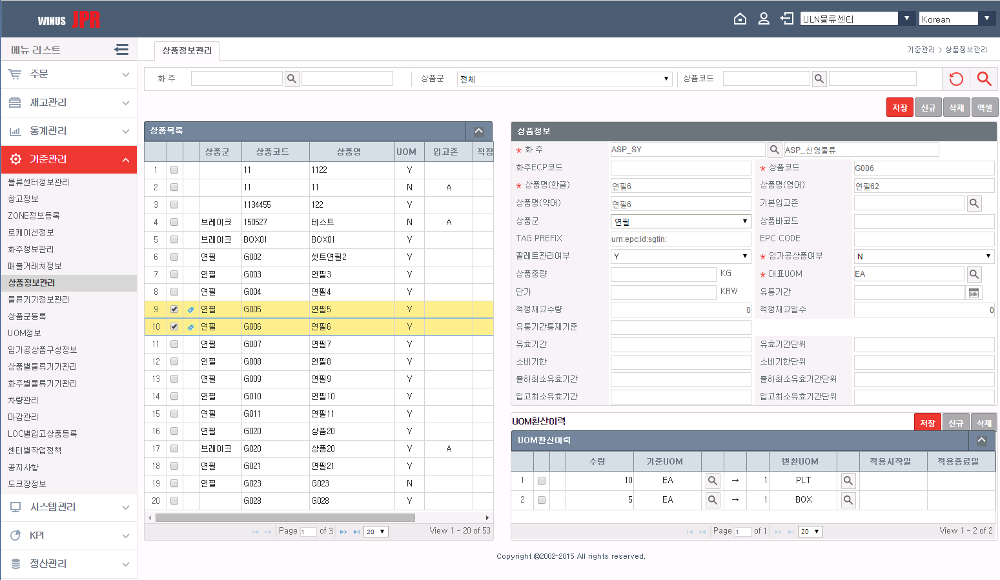 WINUS JPR
ULN물류센터
Korean
메뉴 리스트
상품정보관리
기준관리 > 상품정보관리
주문
재고관리
통계관리
기준관리
물류센터정보관리
창고정보
ZONE정보등록
로케이션정보
화주정보관리
매출거래처정보
상품정보관리
물류기기정보관리
상품군등록
UOM정보
임가공상품구성정보
상품별물류기기관리
화주별물류기기관리
차량관리
마감관리
LOC별입고상품등록
센터별작업정책
공지사항
도크장정보
시스템관리
KPI
정산관리
화 주 상품군 전체 상품코드
저장 신규 삭제 엑셀
상품목록
상품군 상품코드 상품명 UOM 입고존 적정
1 11 1122 Y
2 11 11 N A
3 1134455 122 Y
4 브레이크 150527 테스트 N A
5 브레이크 BOX01 BOX01 Y
6 연필 G002 셋트연필2 Y
7 연필 G003 연필3 Y
8 연필 G004 연필4 Y
9 연필 G005 연필5 Y
10 연필 G006 연필6 Y
11 연필 G007 연필7 Y
12 연필 G008 연필8 Y
13 연필 G009 연필9 Y
14 연필 G010 연필10 Y
15 연필 G011 연필11 Y
16 연필 G020 상품20 Y
17 브레이크 G020 상품20 Y A
18 연필 G021 연필21 Y
19 연필 G023 G023 N
20 G028 G028 Y
Page 1 of 3 20 View 1 - 20 of 53
상품정보
* 화 주 ASP_SY ASP_신영물류
화주ECP코드 * 상품코드 G006
* 상품명(한글) 연필6 상품명(영어) 연필62
상품명(약어) 연필6 기본입고존
상품군 연필 상품바코드
TAG PREFIX urn:epc:id:sgtin: EPC CODE
팔레트관리여부 Y * 임가공상품여부 N
상품중량 KG * 대표UOM EA
단가 KRW 유통기간
적정재고수량 0 적정재고일수 0
유통기간통제기준
유효기간 유효기간단위
소비기한 소비기한단위
출하최소유효기간 출하최소유효기간단위
입고최소유효기간 입고최소유효기간단위
UOM환산이력 저장 신규 삭제
UOM환산이력
수량 기준UOM 변환UOM 적용시작일 적용종료일
1 10 EA → 1 PLT
2 5 EA → 1 BOX
Page 1 of 1 20 View 1 - 2 of 2
Copyright ©2002-2015 All rights reserved.